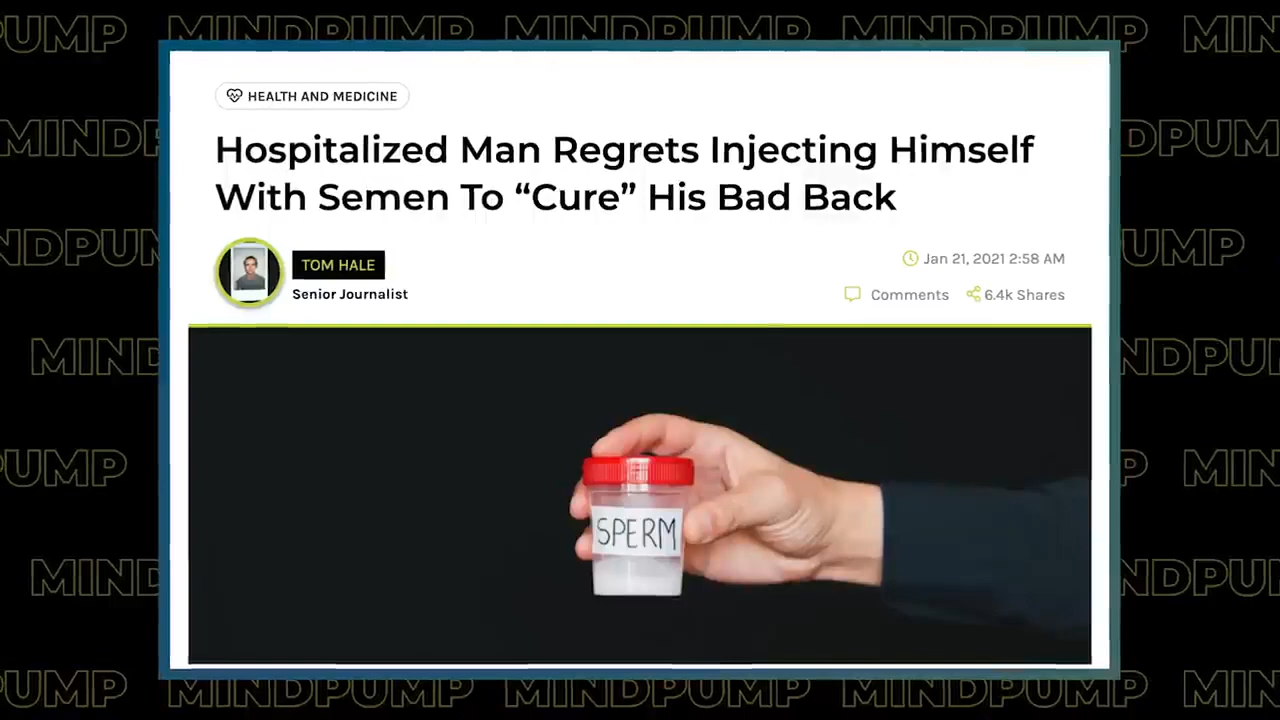 MINDPUMP
HEALTH AND MEDICINE
Hospitalized Man Regrets Injecting Himself
With Semen To “Cure” His Bad Back
TOM HALE
Senior Journalist
Jan 21, 2021 2:58 AM
Comments
6.4k Shares
SPERM
MINDPUMP